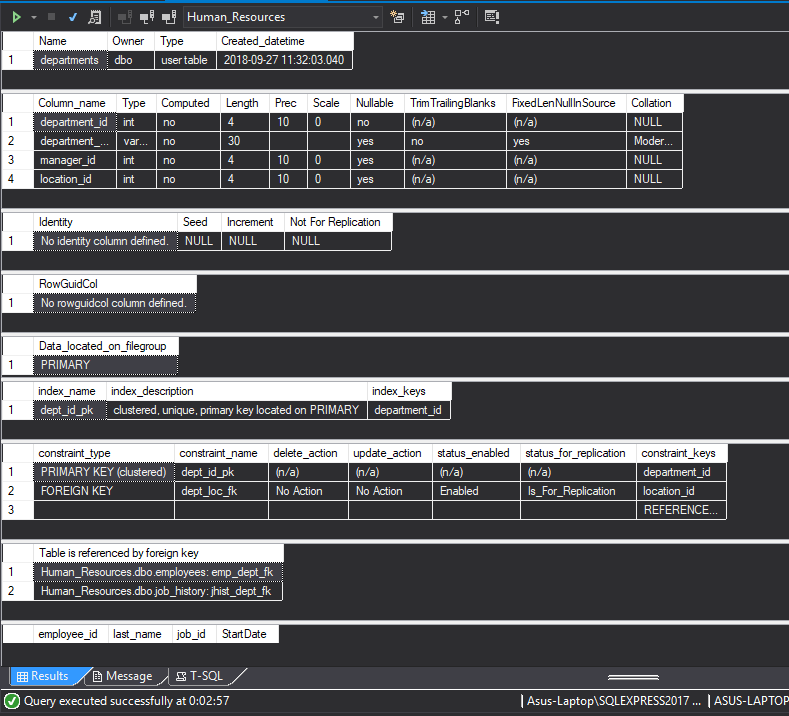 Human_Resources
Name Owner Type Created_datetime
1 departments dbo user table 2018-09-27 11:32:03.040
Column_name Type Computed Length Prec Scale Nullable TrimTrailingBlanks FixedLenNullInSource Collation
1 department_id int no 4 10 0 no (n/a) (n/a) NULL
2 department_... var... no 30 yes no yes Moder...
3 manager_id int no 4 10 0 yes (n/a) (n/a) NULL
4 location_id int no 4 10 0 yes (n/a) (n/a) NULL
Identity Seed Increment Not For Replication
1 No identity column defined. NULL NULL NULL
RowGuidCol
1 No rowguidcol column defined.
Data_located_on_filegroup
1 PRIMARY
index_name index_description index_keys
1 dept_id_pk clustered, unique, primary key located on PRIMARY department_id
constraint_type constraint_name delete_action update_action status_enabled status_for_replication constraint_keys
1 PRIMARY KEY (clustered) dept_id_pk (n/a) (n/a) (n/a) (n/a) department_id
2 FOREIGN KEY dept_loc_fk No Action No Action Enabled Is_For_Replication location_id
3 REFERENCE...
Table is referenced by foreign key
1 Human_Resources.dbo.employees: emp_dept_fk
2 Human_Resources.dbo.job_history: jhist_dept_fk
employee_id last_name job_id StartDate
Results Message T-SQL
Query executed successfully at 0:02:57 Asus-Laptop\SQLEXPRESS2017 ... ASUS-LAPTOP